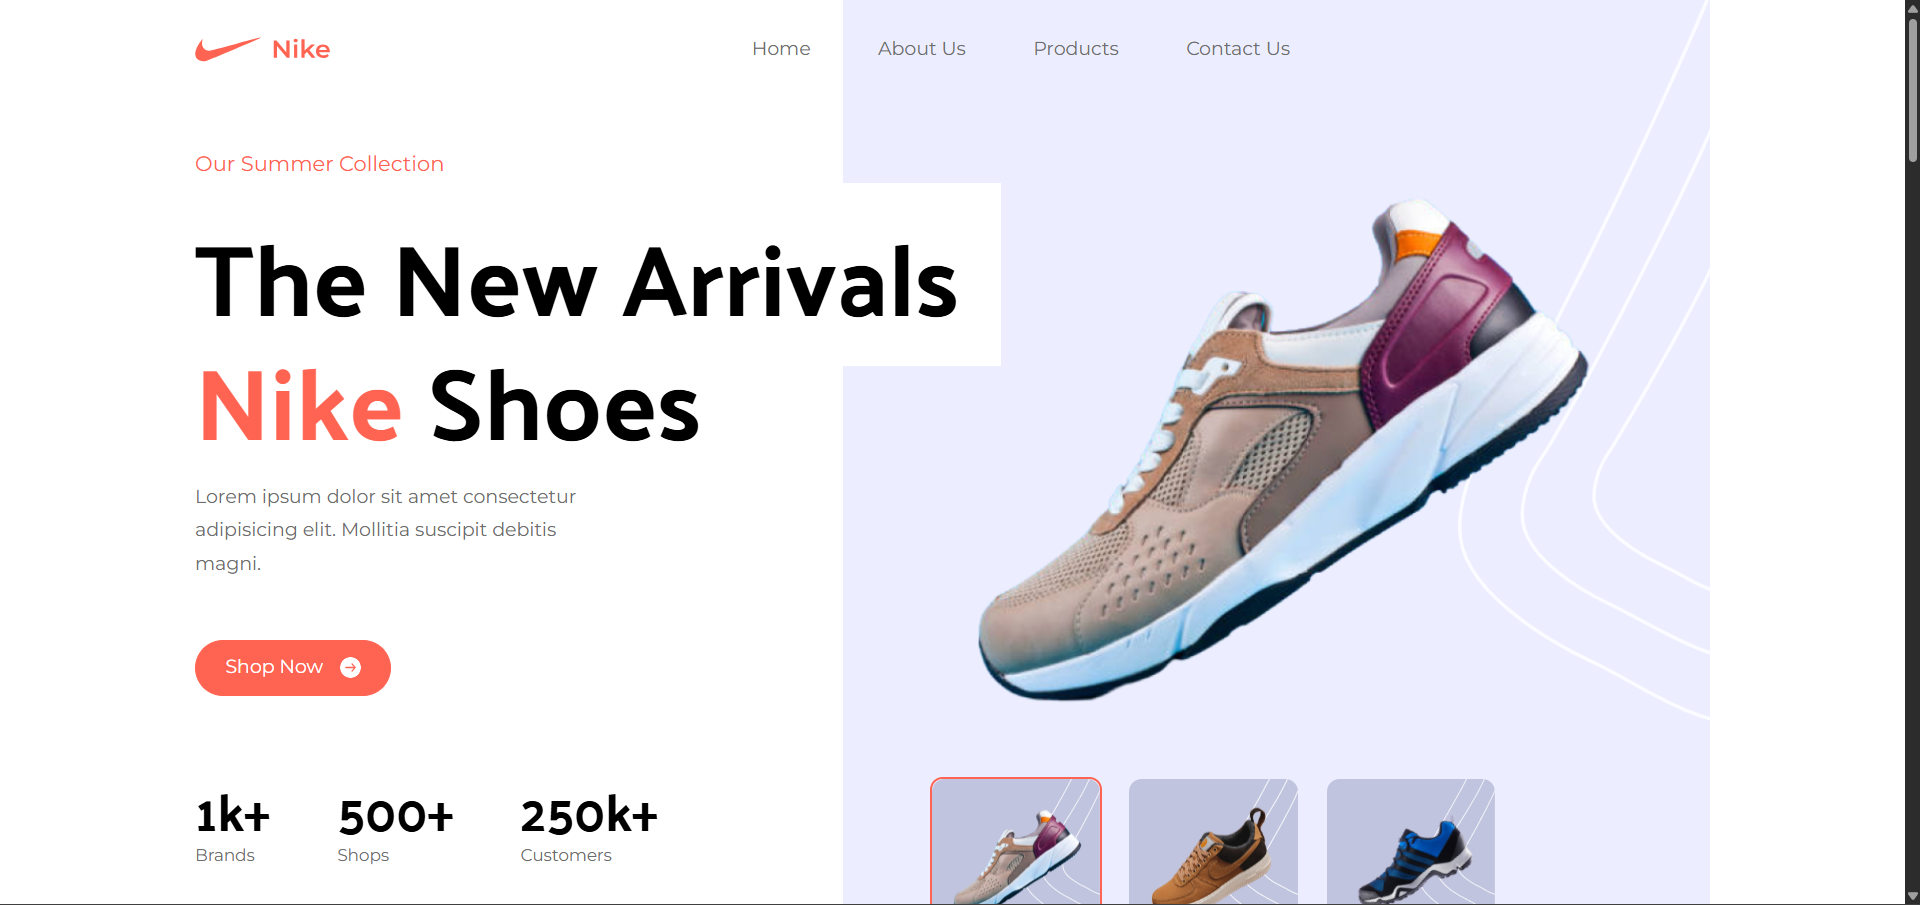 Nike
Home
About Us
Products
Contact Us
Our Summer Collection
The New Arrivals
Nike Shoes
Lorem ipsum dolor sit amet consectetur
adipisicing elit. Mollitia suscipit debitis
magni.
Shop Now
1k+
Brands
500+
Shops
250k+
Customers